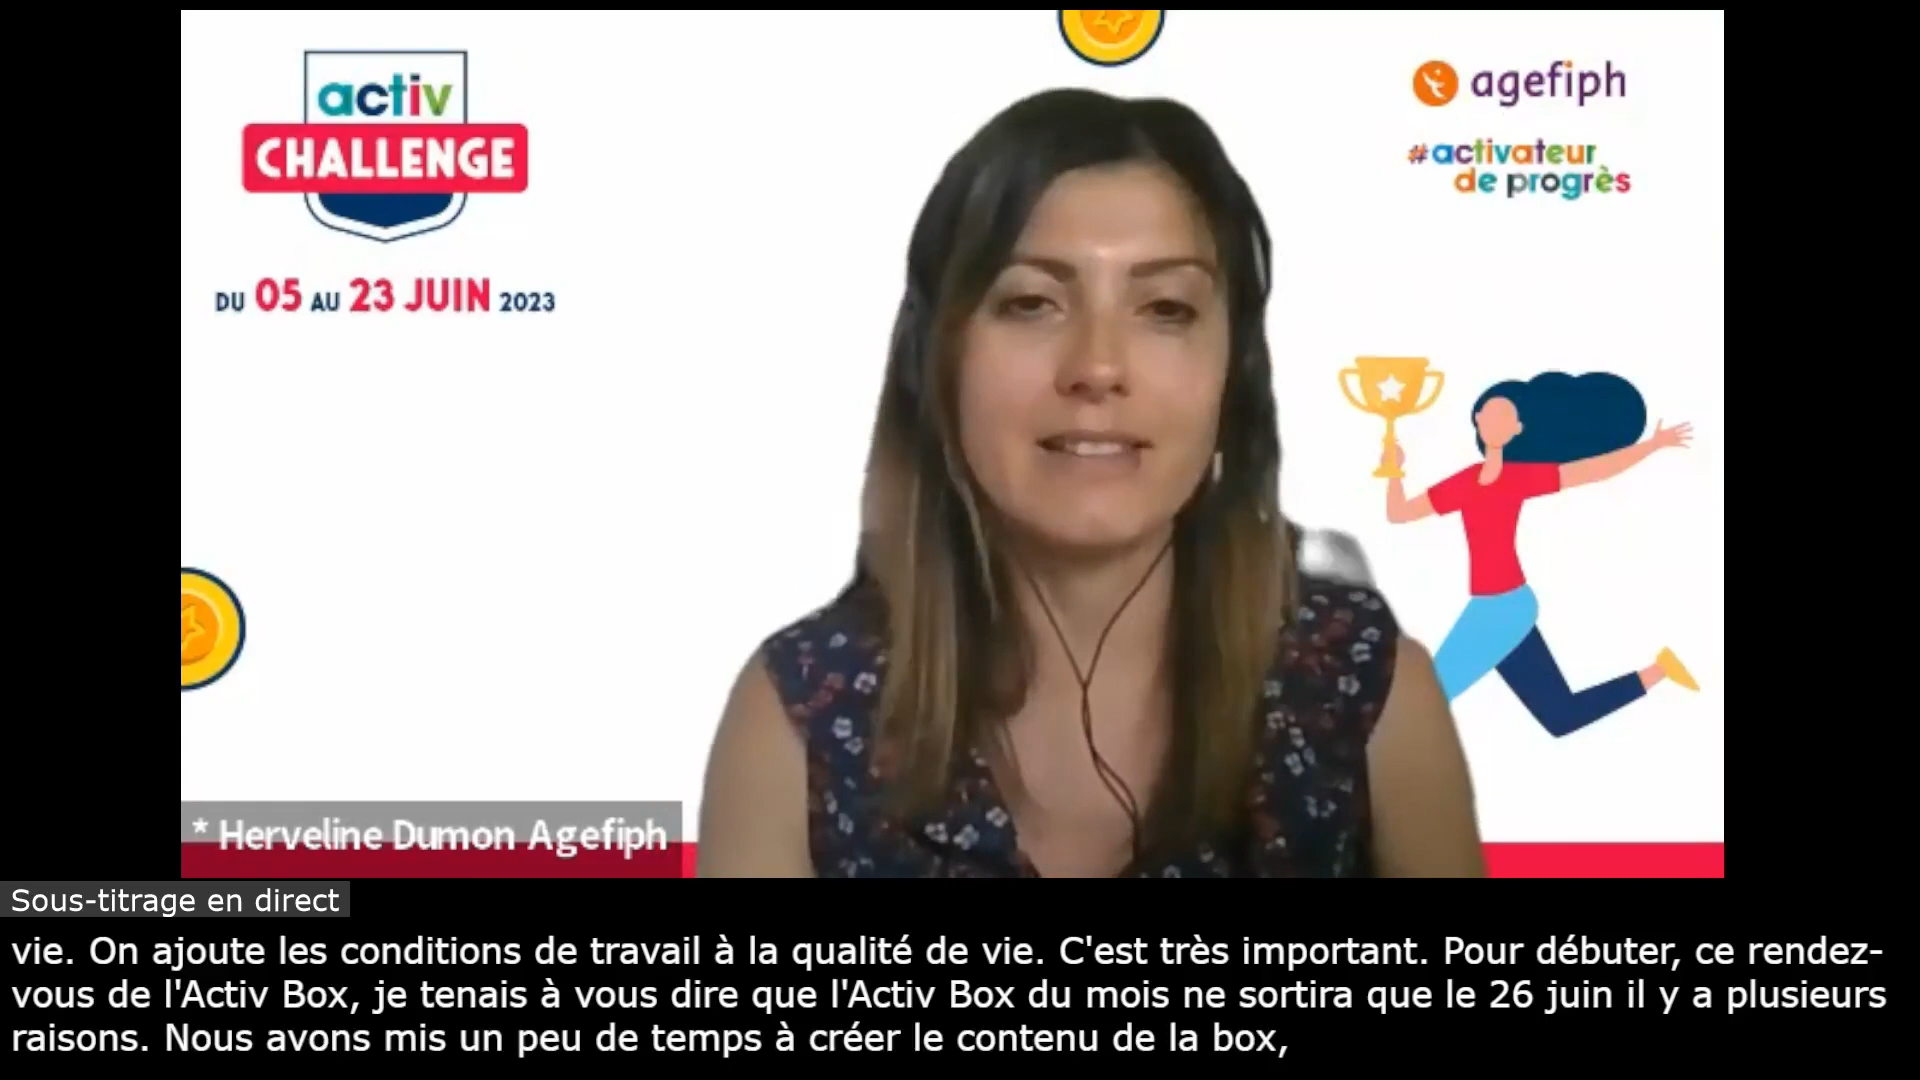 activ
CHALLENGE
DU 05 AU 23 JUIN 2023
agefiph
#activateur
de progrès
* Herveline Dumon Agefiph
Sous-titrage en direct
vie. On ajoute les conditions de travail à la qualité de vie. C'est très important. Pour débuter, ce rendez-
vous de l'Activ Box, je tenais à vous dire que l'Activ Box du mois ne sortira que le 26 juin il y a plusieurs
raisons. Nous avons mis un peu de temps à créer le contenu de la box,